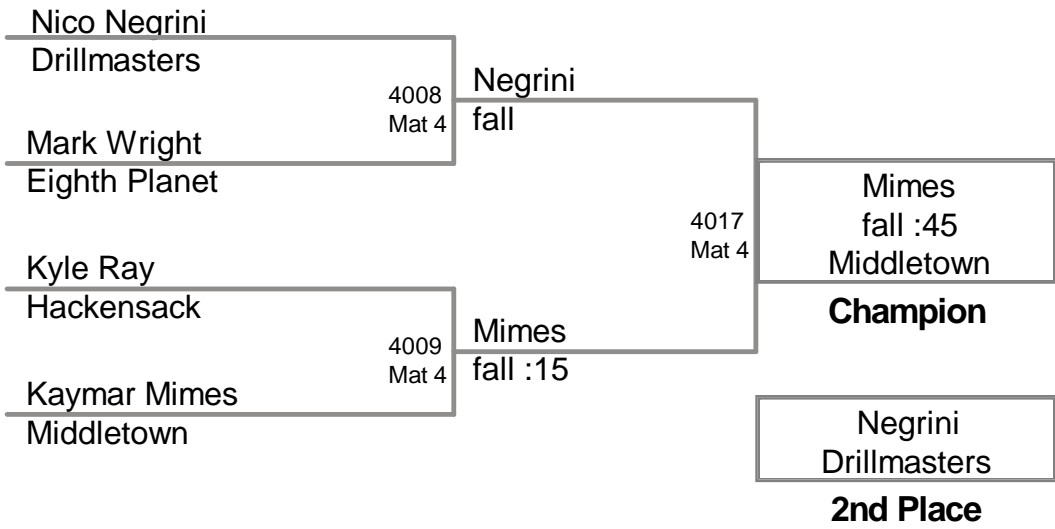 Nico Negrini
Drillmasters
4008
Mat 4
Negrini
fall
Mark Wright
Eighth Planet
4017
Mat 4
Mimes
fall :45
Middletown
Champion
Kyle Ray
Hackensack
4009
Mat 4
Mimes
fall :15
Kaymar Mimes
Middletown
Negrini
Drillmasters
2nd Place